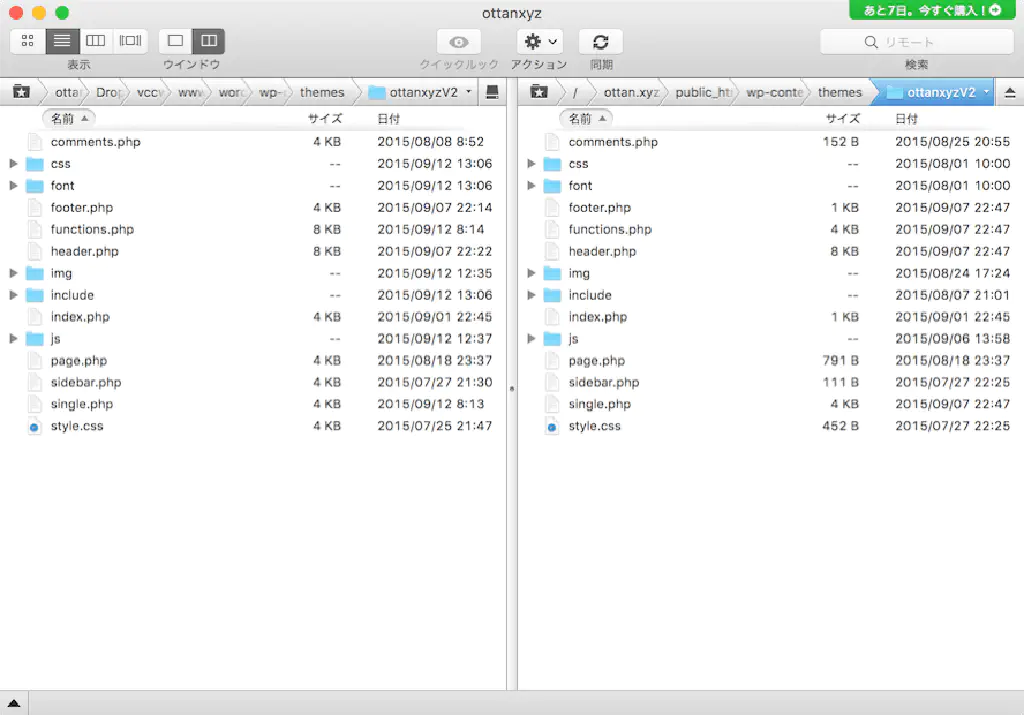 ottanxyz
あと7日。今すぐ購入!
リモート
表示 ウインドウ クイックルック アクション 同期 検索
wp- themes ottanxyzV2
/ ottan.xyz themes ottanxyzV2
名前 サイズ 日付
comments.php 4 KB 2015/08/08 8:52
css -- 2015/09/12 13:06
font -- 2015/09/12 13:06
footer.php 4 KB 2015/09/07 22:14
functions.php 8 KB 2015/09/12 8:14
header.php 8 KB 2015/09/07 22:22
img -- 2015/09/12 12:35
include -- 2015/09/12 13:06
index.php 4 KB 2015/09/01 22:45
js -- 2015/09/12 12:37
page.php 4 KB 2015/08/18 23:37
sidebar.php 4 KB 2015/07/27 21:30
single.php 4 KB 2015/09/12 8:13
style.css 4 KB 2015/07/25 21:47
名前 サイズ 日付
comments.php 152 B 2015/08/25 20:55
css -- 2015/08/01 10:00
font -- 2015/08/01 10:00
footer.php 1 KB 2015/09/07 22:47
functions.php 4 KB 2015/09/07 22:47
header.php 8 KB 2015/09/07 22:47
img -- 2015/08/24 17:24
include -- 2015/08/07 21:01
index.php 1 KB 2015/09/01 22:45
js -- 2015/09/06 13:58
page.php 791 B 2015/08/18 23:37
sidebar.php 111 B 2015/07/27 22:25
single.php 4 KB 2015/09/07 22:47
style.css 452 B 2015/07/27 22:25